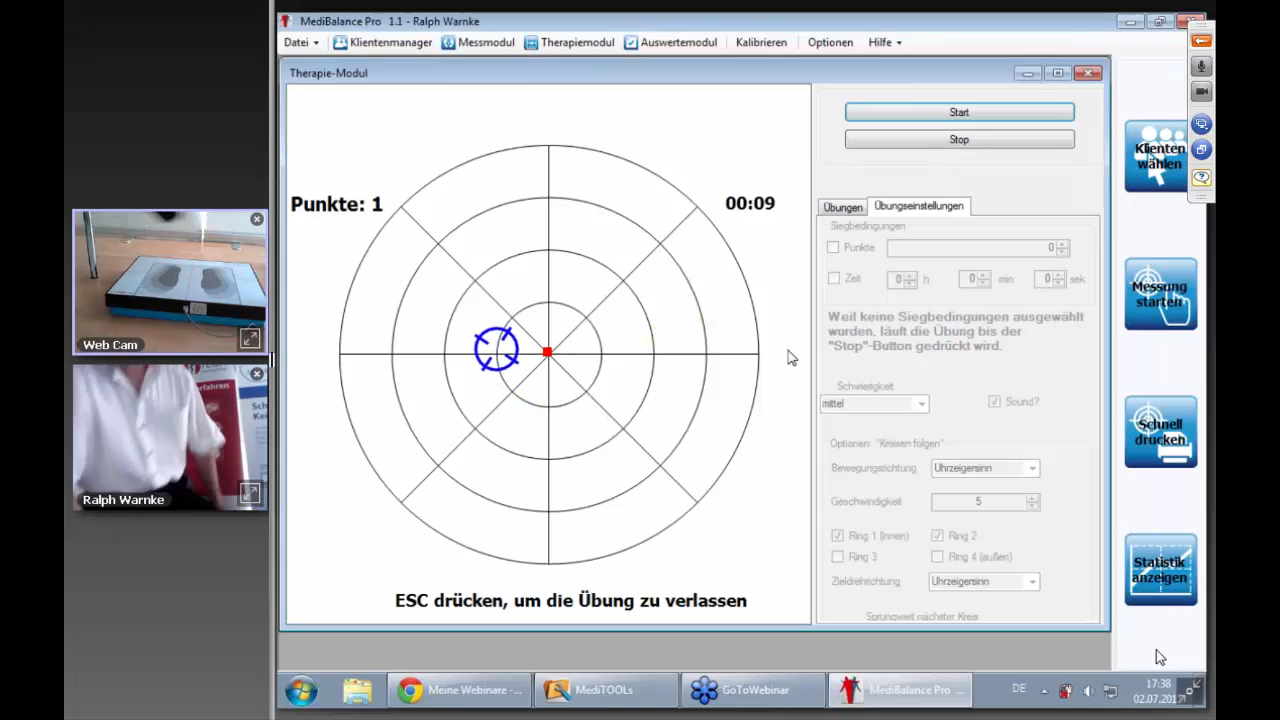 MediBalance Pro 1.1 - Ralph Warnke
Datei Klientenmanager Messmodul Therapiemodul Auswertemodul Kalibrieren Optionen Hilfe
Therapie-Modul
Start
Stop
Punkte: 1
00:09
Übungen Übungseinstellungen
Siegbedingungen
Punkte 0
Zeit 0 h 0 min 0 sek
Weil keine Siegbedingungen ausgewählt
wurden, läuft die Übung bis der
"Stop"-Button gedrückt wird.
Schwierigkeit
mittel Sound?
Optionen: "Kreisen folgen"
Bewegungsrichtung Uhrzeigersinn
Geschwindigkeit 5
Ring 1 (innen) Ring 2
Ring 3 Ring 4 (außen)
Zieldrehrichtung Uhrzeigersinn
Sprungwert nächster Kreis
ESC drücken, um die Übung zu verlassen
Klienten
wählen
Messung
starten
Schnell
drucken
Statistik
anzeigen
Web Cam
Ralph Warnke
Meine Webinare - ...
MediTOOLs
GoToWebinar
MediBalance Pro ...
DE
17:38